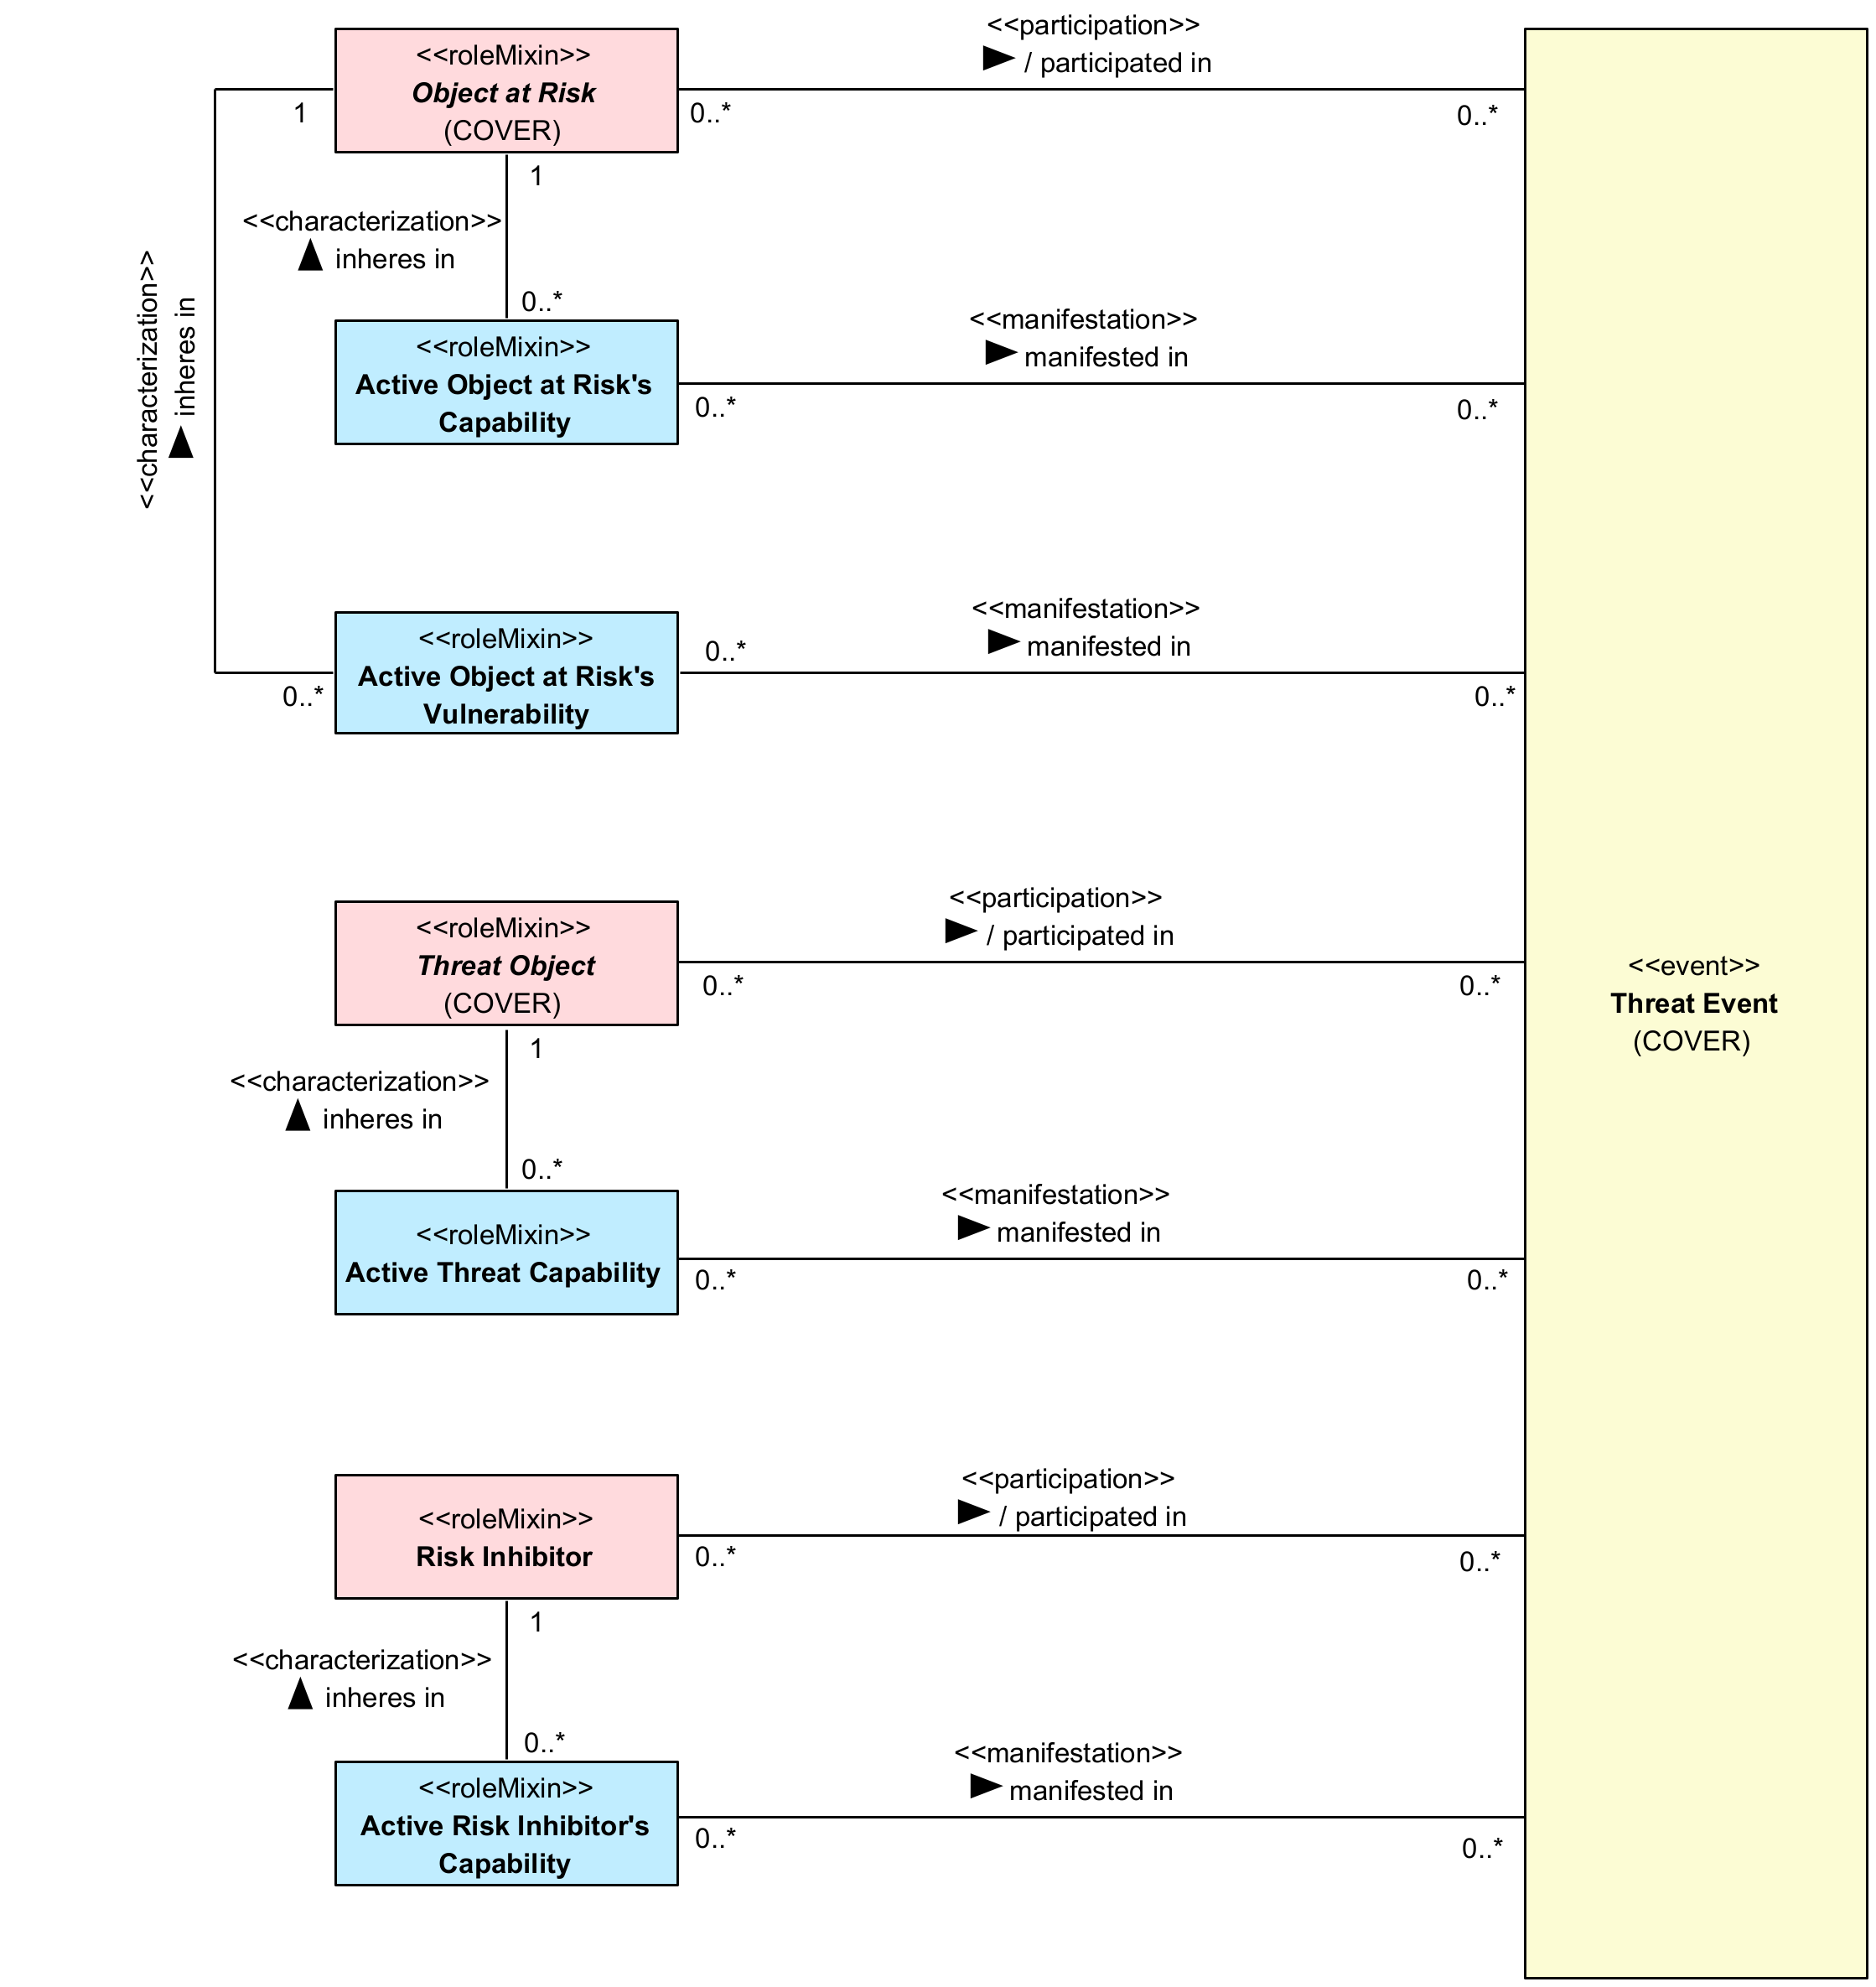 <<participation>>
/ participated in
<<roleMixin>>
Object at Risk
(COVER)
1
0..*
0..*
1
<<characterization>>
inheres in
0..*
<<characterization>>
inheres in
<<roleMixin>>
Active Object at Risk's
Capability
<<manifestation>>
manifested in
0..*
0..*
<<roleMixin>>
Active Object at Risk's
Vulnerability
0..*
<<manifestation>>
manifested in
0..*
0..*
<<roleMixin>>
Threat Object
(COVER)
<<participation>>
/ participated in
0..*
0..*
<<event>>
Threat Event
(COVER)
1
<<characterization>>
inheres in
0..*
<<roleMixin>>
Active Threat Capability
<<manifestation>>
manifested in
0..*
0..*
<<roleMixin>>
Risk Inhibitor
<<participation>>
/ participated in
0..*
0..*
1
<<characterization>>
inheres in
0..*
<<roleMixin>>
Active Risk Inhibitor's
Capability
<<manifestation>>
manifested in
0..*
0..*